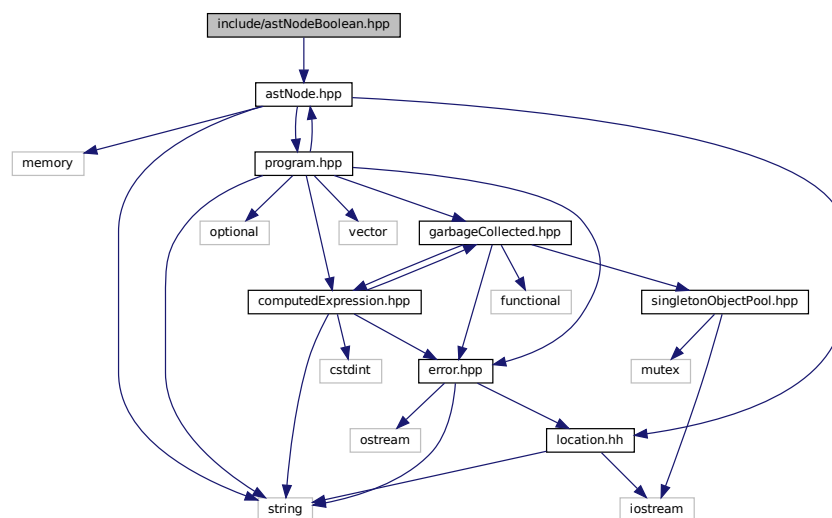 include/astNodeBoolean.hpp
astNode.hpp
memory
program.hpp
optional
vector
garbageCollected.hpp
computedExpression.hpp
functional
singletonObjectPool.hpp
cstdint
error.hpp
mutex
ostream
location.hh
string
iostream